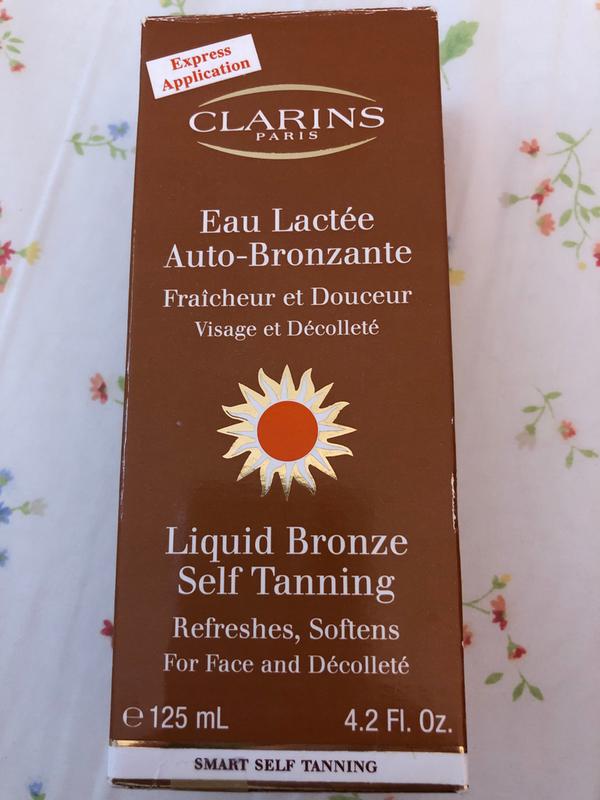 Express
Application
CLARINS
PARIS
Eau Lactée
Auto-Bronzante
Fraîcheur et Douceur
Visage et Décolleté
Liquid Bronze
Self Tanning
Refreshes, Softens
For Face and Décolleté
℮ 125 mL 4.2 Fl. Oz.
SMART SELF TANNING